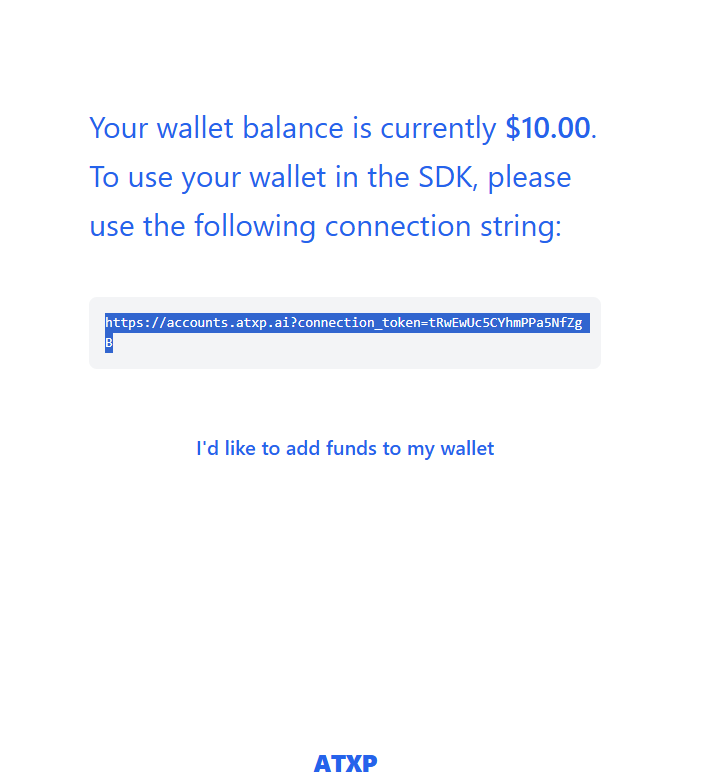 Your wallet balance is currently $10.00.
To use your wallet in the SDK, please
use the following connection string:
https://accounts.atxp.ai?connection_token=tRwEwUc5CYhmPPa5NfZg
B
I'd like to add funds to my wallet
ATXP